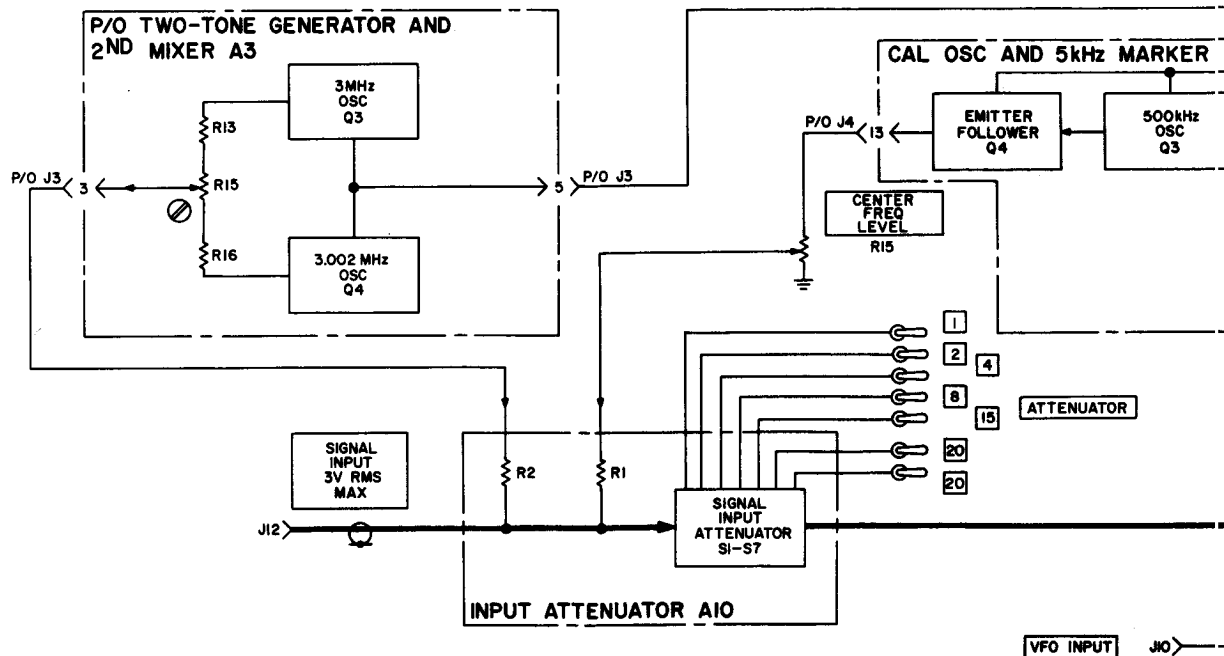 P/O TWO-TONE GENERATOR AND
2ND MIXER A3
3MHz
OSC
Q3
R13
P/O J3
3
R15
5
P/O J3
R16
3.002 MHz
OSC
Q4
CAL OSC AND 5kHz MARKER
P/O J4
13
EMITTER
FOLLOWER
Q4
500kHz
OSC
Q3
CENTER
FREQ
LEVEL
R15
1
2
4
8
15
20
20
ATTENUATOR
SIGNAL
INPUT
3V RMS
MAX
R2
R1
J12
SIGNAL
INPUT
ATTENUATOR
S1-S7
INPUT ATTENUATOR A10
VFO INPUT
J10